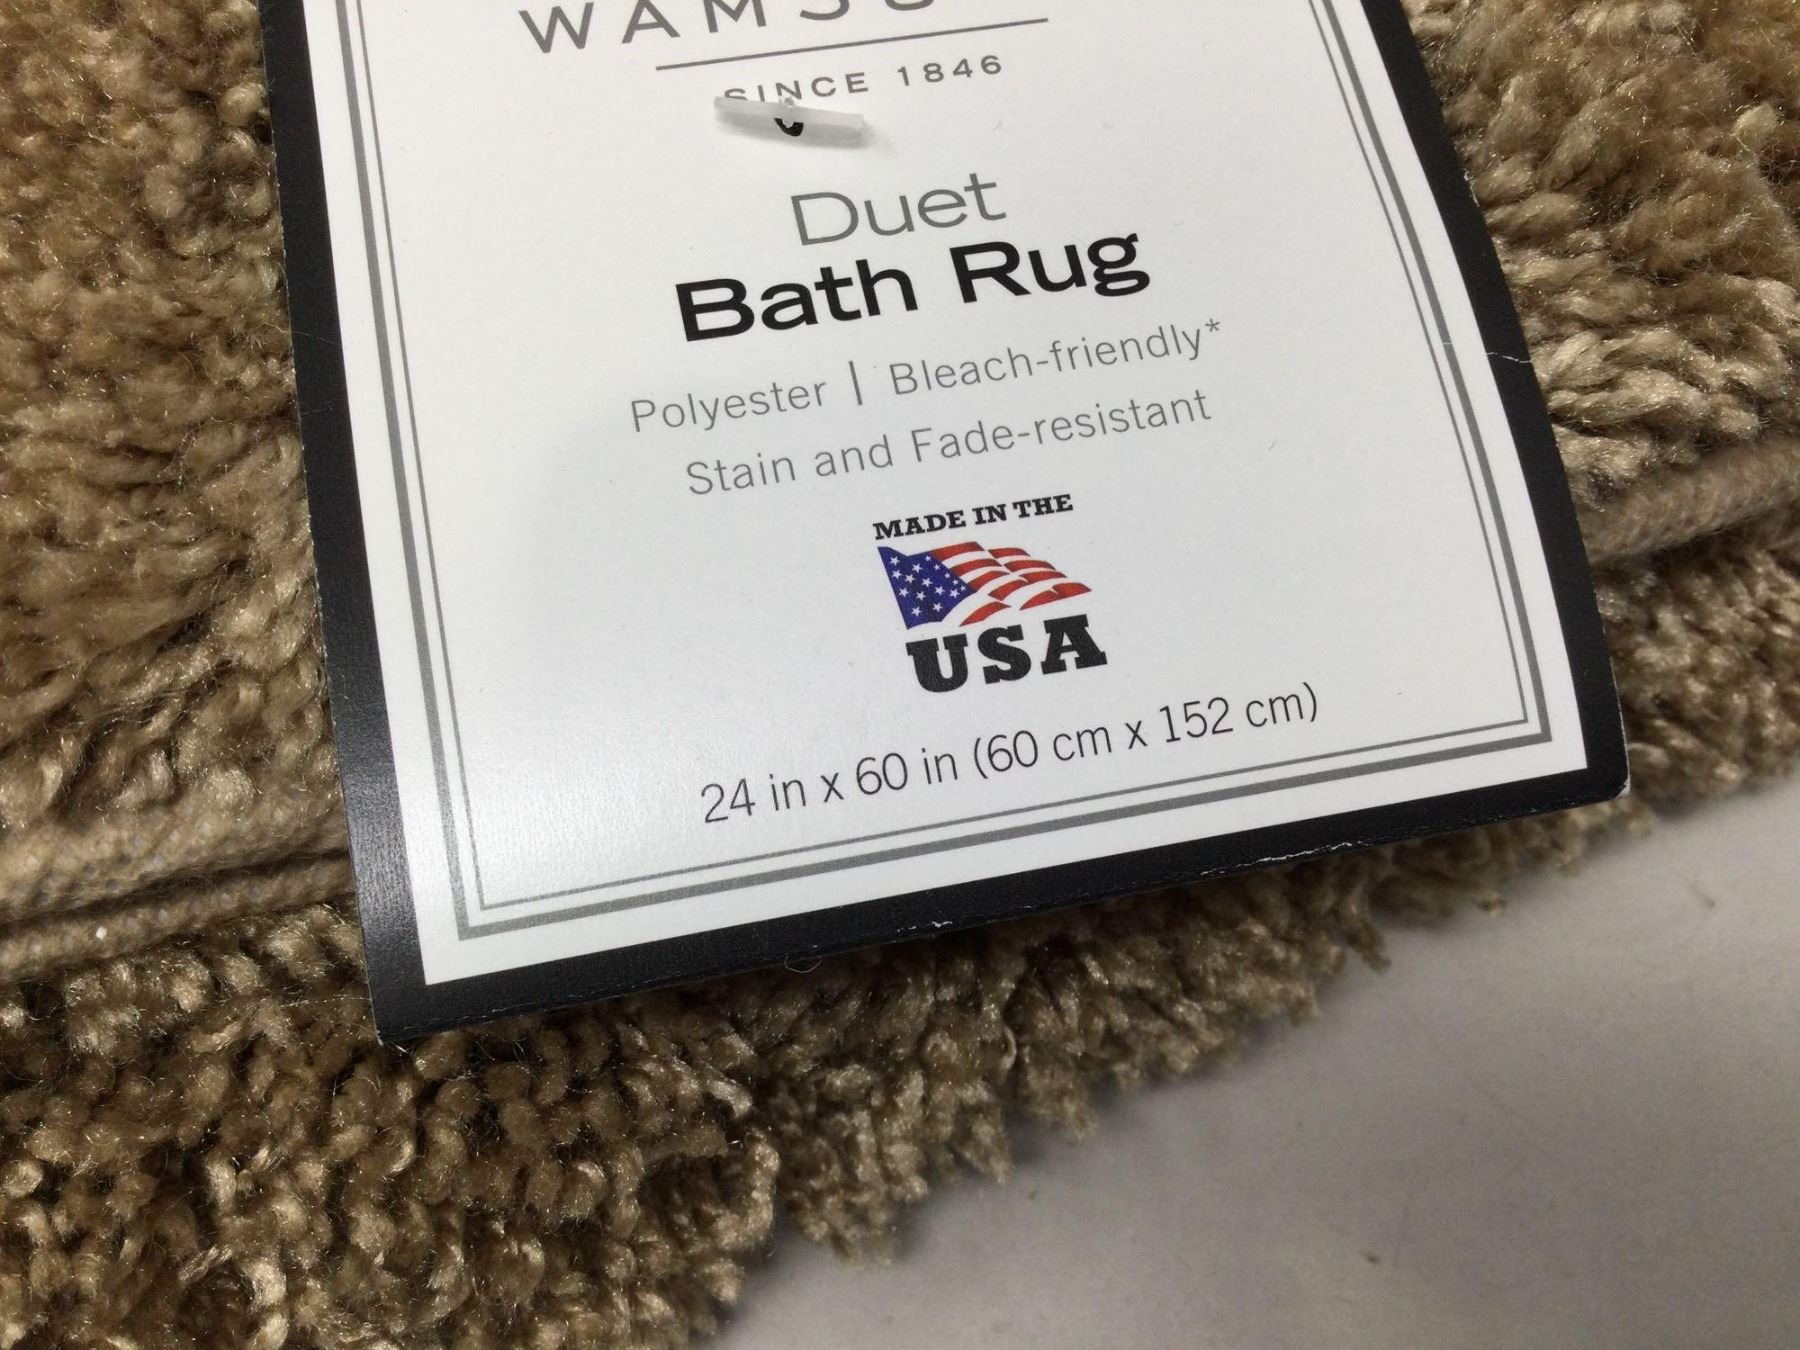 SINCE 1846
Duet
Bath Rug
Polyester | Bleach-friendly*
Stain and Fade-resistant
MADE IN THE
USA
24 in x 60 in (60 cm x 152 cm)